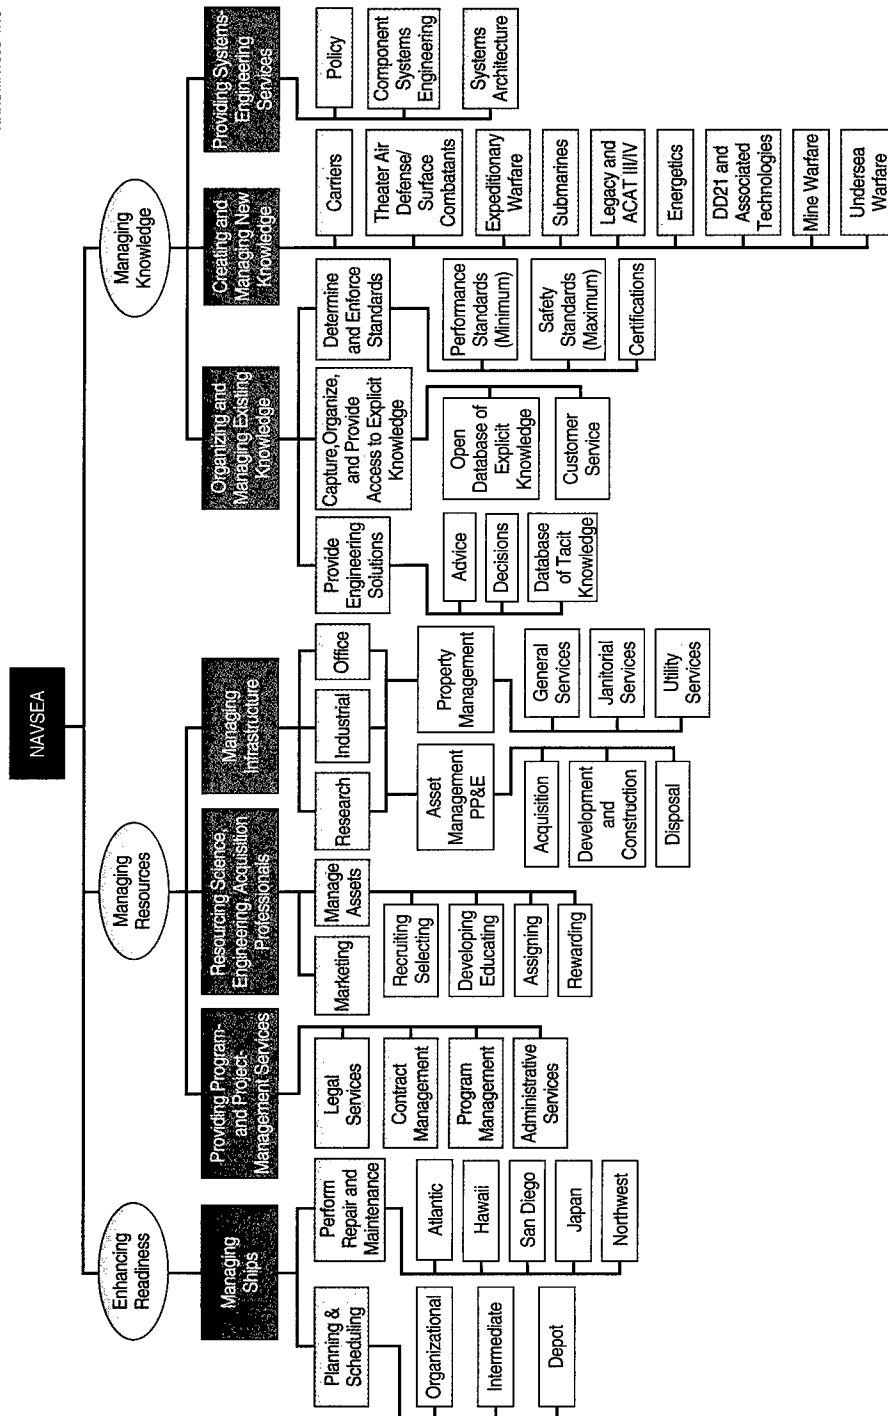 NAVSEA
Enhancing
Readiness
Managing
Resources
Managing
Knowledge
Managing
Ships
Providing Program-
and Project-
Management Services
Resourcing Science,
Engineering, Acquisition
Professionals
Managing
Infrastructure
Organizing and
Managing Existing
Knowledge
Creating and
Managing New
Knowledge
Providing Systems-
Engineering
Services
Planning &
Scheduling
Organizational
Intermediate
Depot
Perform
Repair and
Maintenance
Atlantic
Hawaii
San Diego
Japan
Northwest
Legal
Services
Contract
Management
Program
Management
Administrative
Services
Marketing
Manage
Assets
Recruiting
Selecting
Developing
Educating
Assigning
Rewarding
Research
Industrial
Office
Asset
Management
PP&E
Acquisition
Development
and
Construction
Disposal
Property
Management
General
Services
Janitorial
Services
Utility
Services
Provide
Engineering
Solutions
Advice
Decisions
Database
of Tacit
Knowledge
Capture,Organize,
and Provide
Access to Explicit
Knowledge
Open
Database of
Explicit
Knowledge
Customer
Service
Determine
and Enforce
Standards
Performance
Standards
(Minimum)
Safety
Standards
(Maximum)
Certifications
Carriers
Theater Air
Defense/
Surface
Combatants
Expeditionary
Warfare
Submarines
Legacy and
ACAT III/IV
Energetics
DD21 and
Associated
Technologies
Mine Warfare
Undersea
Warfare
Policy
Component
Systems
Engineering
Systems
Architecture